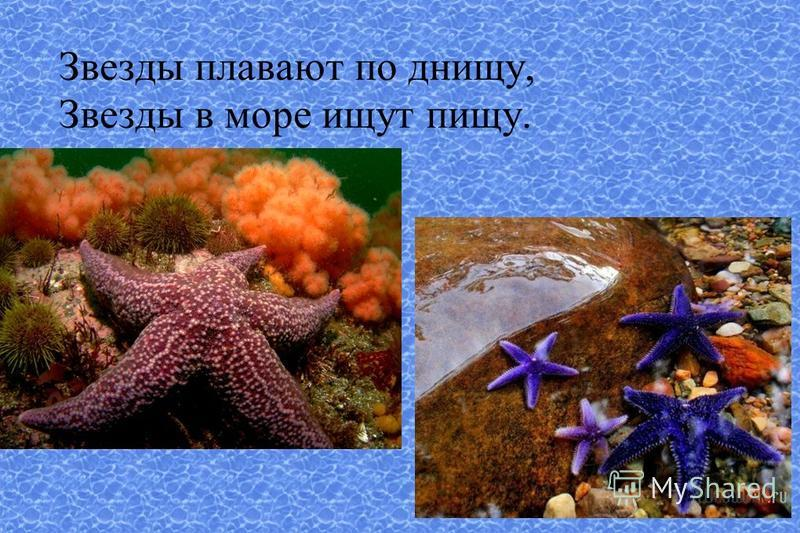 Звезды плавают по днищу,
Звезды в море ищут пищу.
MyShared